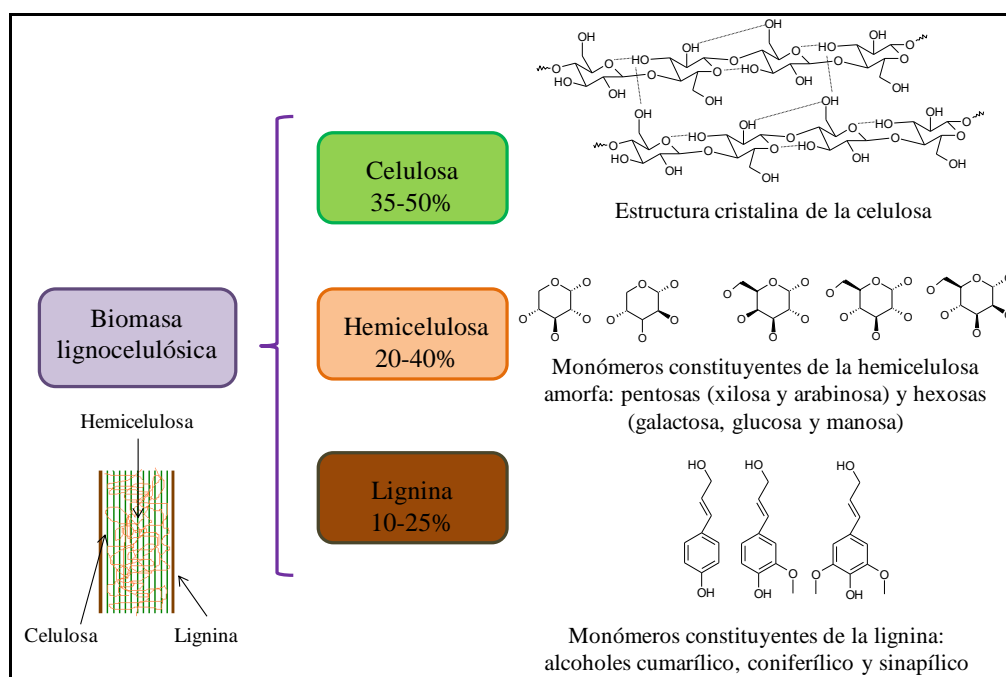 Biomasa
lignocelulósica
Hemicelulosa
Celulosa
Lignina
Celulosa
35-50%
Hemicelulosa
20-40%
Lignina
10-25%
Estructura cristalina de la celulosa
Monómeros constituyentes de la hemicelulosa
amorfa: pentosas (xilosa y arabinosa) y hexosas
(galactosa, glucosa y manosa)
Monómeros constituyentes de la lignina:
alcoholes cumarílico, coniferílico y sinapílico